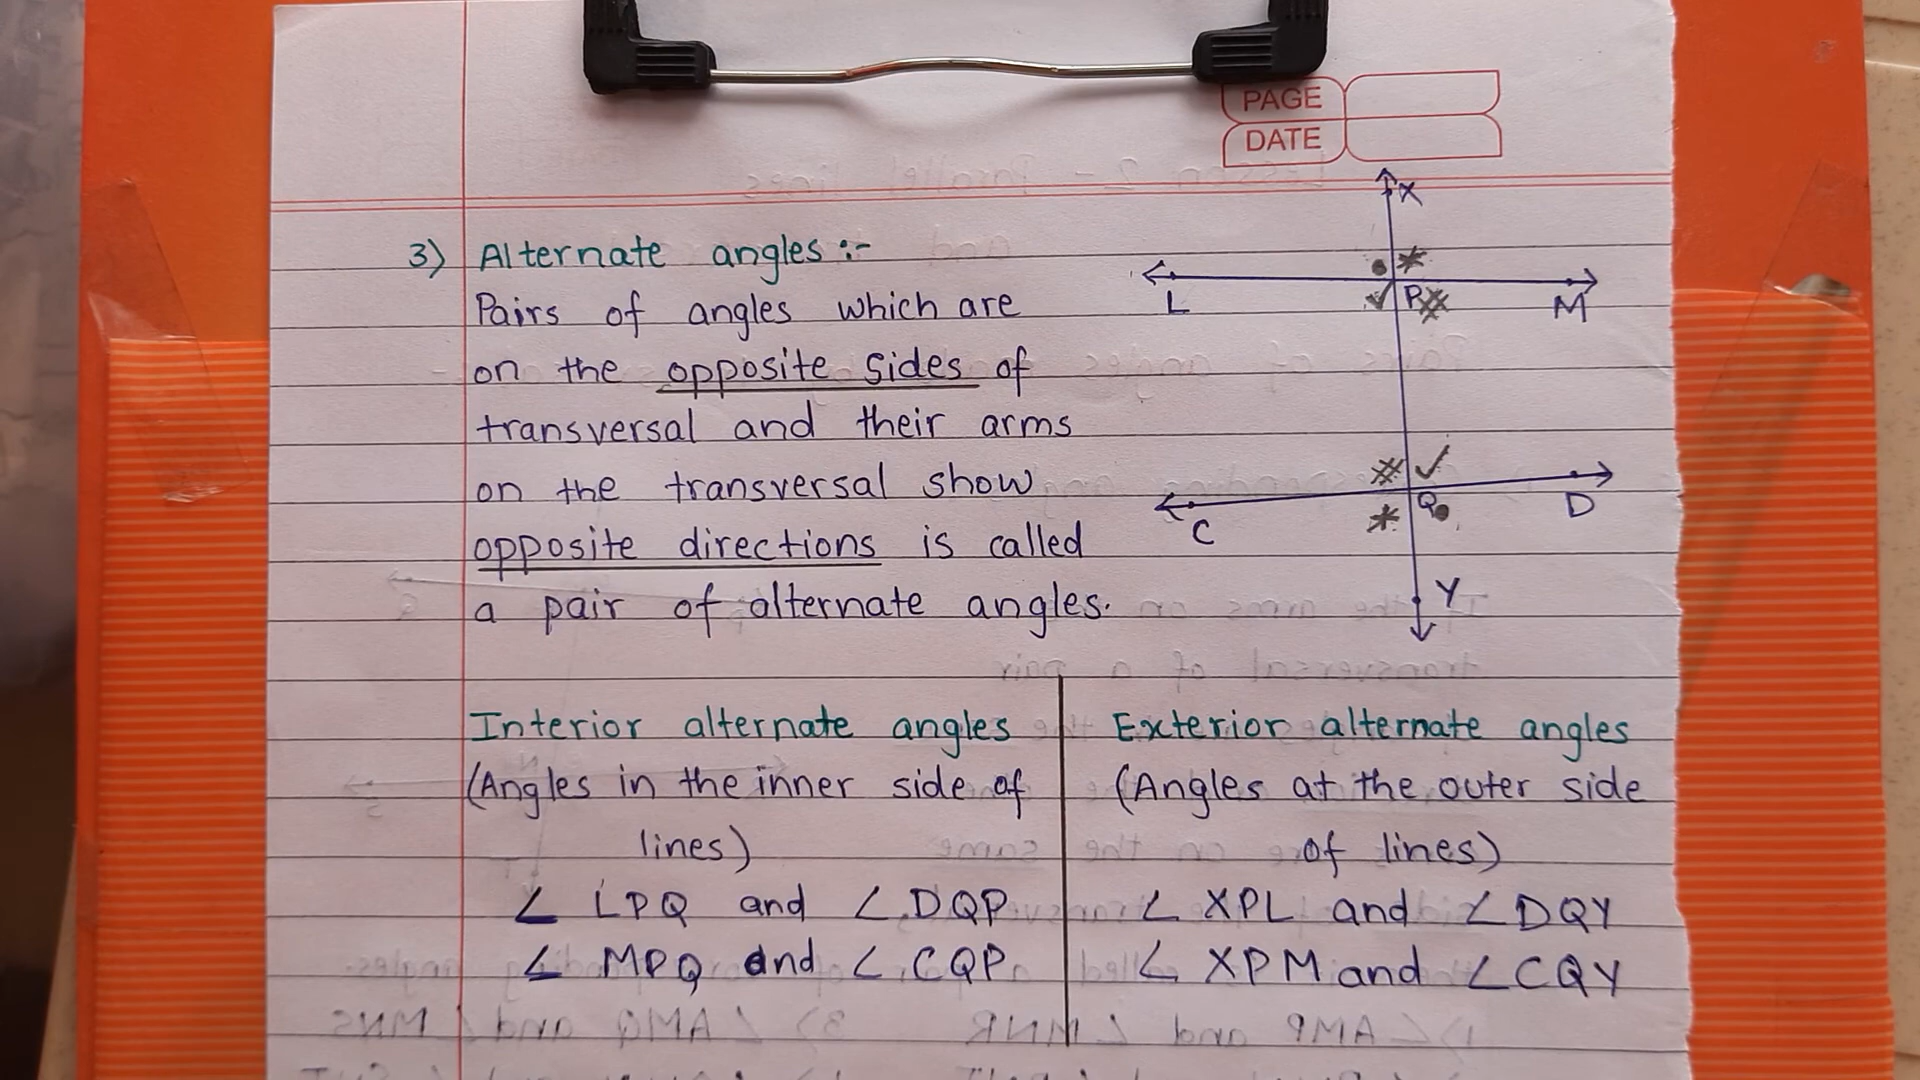 PAGE
DATE
X
3) Alternate angles :-
L
P
M
Pairs of angles which are
on the opposite sides of
transversal and their arms
on the transversal show
C
Q
D
opposite directions is called
a pair of alternate angles.
Y
Interior alternate angles
(Angles in the inner side of
lines)
∠ LPQ and ∠DQP
∠ MPQ and ∠CQP
Exterior alternate angles
(Angles at the outer side
of lines)
∠ XPL and ∠DQY
∠ XPM and ∠CQY